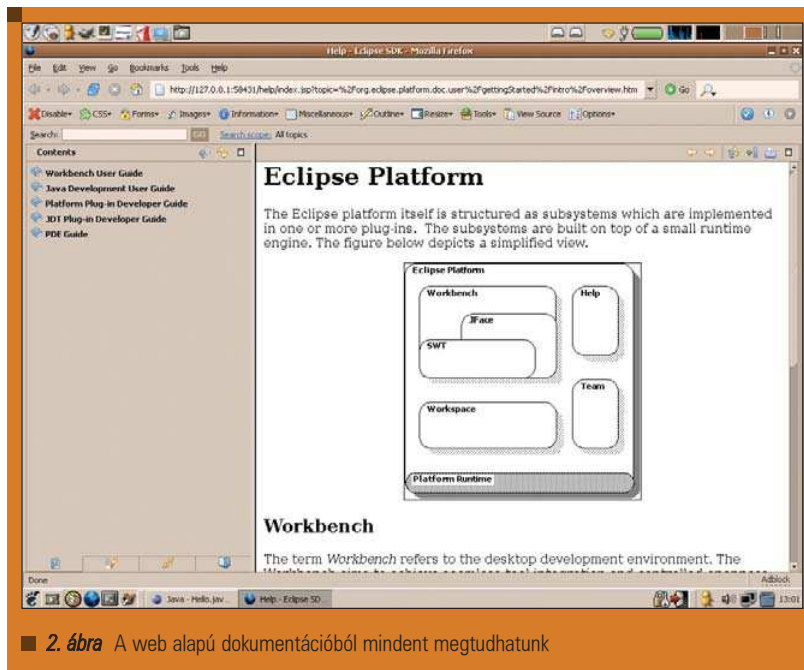 Help - Eclipse SDK - Mozilla Firefox
File Edit View Go Bookmarks Tools Help
http://127.0.0.1:58431/help/index.jsp?topic=%2Forg.eclipse.platform.doc.user%2FgettingStarted%2Fintro%2Foverview.htm Go
Disable CSS Forms Images Information Miscellaneous Outline Resize Tools View Source Options
Search: GO Search scope: All topics
Contents
Workbench User Guide
Java Development User Guide
Platform Plug-in Developer Guide
JDT Plug-in Developer Guide
PDE Guide
Eclipse Platform
The Eclipse platform itself is structured as subsystems which are implemented
in one or more plug-ins. The subsystems are built on top of a small runtime
engine. The figure below depicts a simplified view.
Eclipse Platform
Workbench
Help
JFace
SWT
Team
Workspace
Platform Runtime
Workbench
The term Workbench refers to the desktop development environment. The
Done Adblock
Java - Hello.jav... Help - Eclipse SD... 13:01
2. ábra A web alapú dokumentációból mindent megtudhatunk